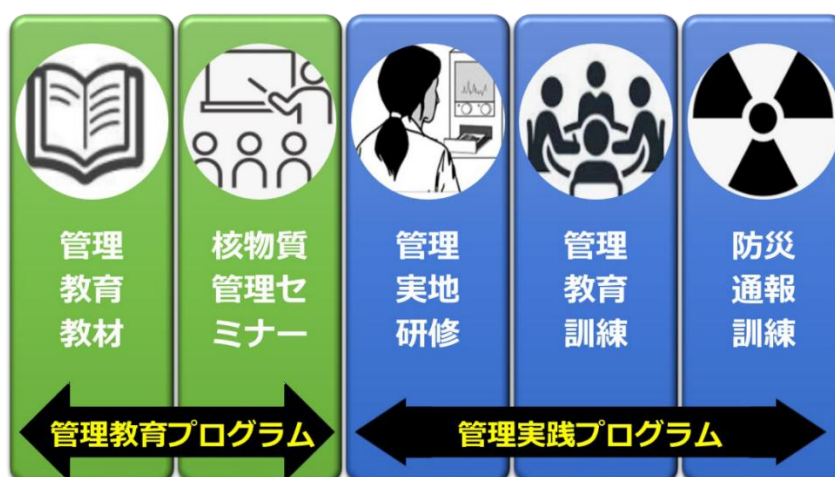 管理
教育
教材
核物質
管理セ
ミナー
管理
実地
研修
管理
教育
訓練
防災
通報
訓練
管理教育プログラム
管理実践プログラム